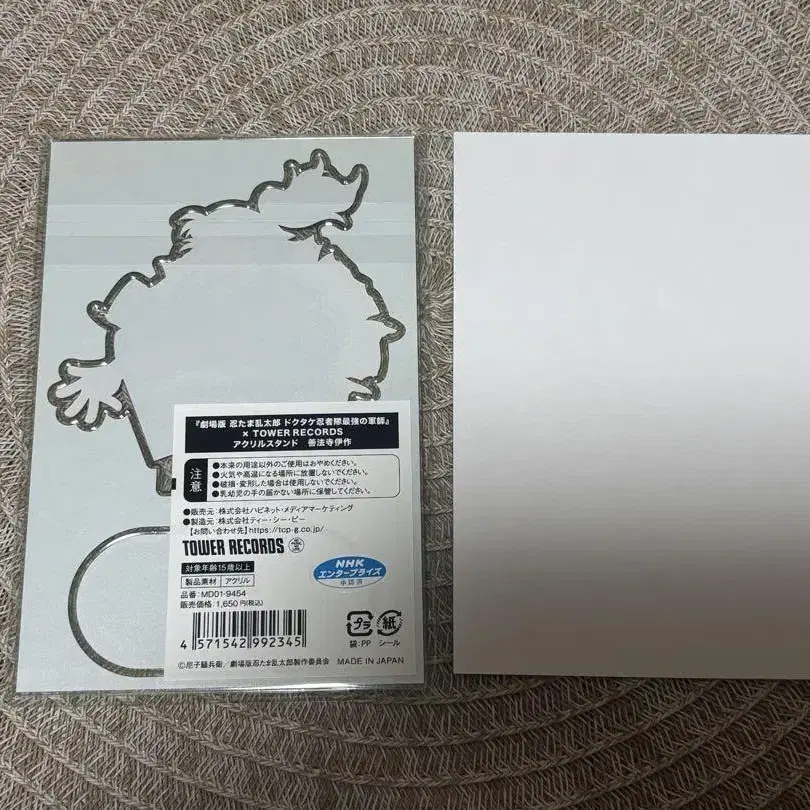 『劇場版 忍たま乱太郎 ドクタケ忍者隊最強の軍師』
× TOWER RECORDS
アクリルスタンド 善法寺伊作
注意
●本来の用途以外のご使用はおやめください。
●火気や高温になる場所に放置しないでください。
●破損・変形した場合は使用しないでください。
●乳幼児の手の届かない場所に保管してください。
●販売元：株式会社ハピネット・メディアマーケティング
●製造元：株式会社ティー・シー・ピー
【お問い合わせ先】https://tcp-g.co.jp/
TOWER RECORDS
対象年齢15歳以上
製品素材 アクリル
品番：MD01-9454
販売価格：1,650円(税込)
NHK
エンタープライズ
承認済
4 571542 992345
プラ 紙
袋：PP シール
©尼子騒兵衛／劇場版忍たま乱太郎製作委員会 MADE IN JAPAN